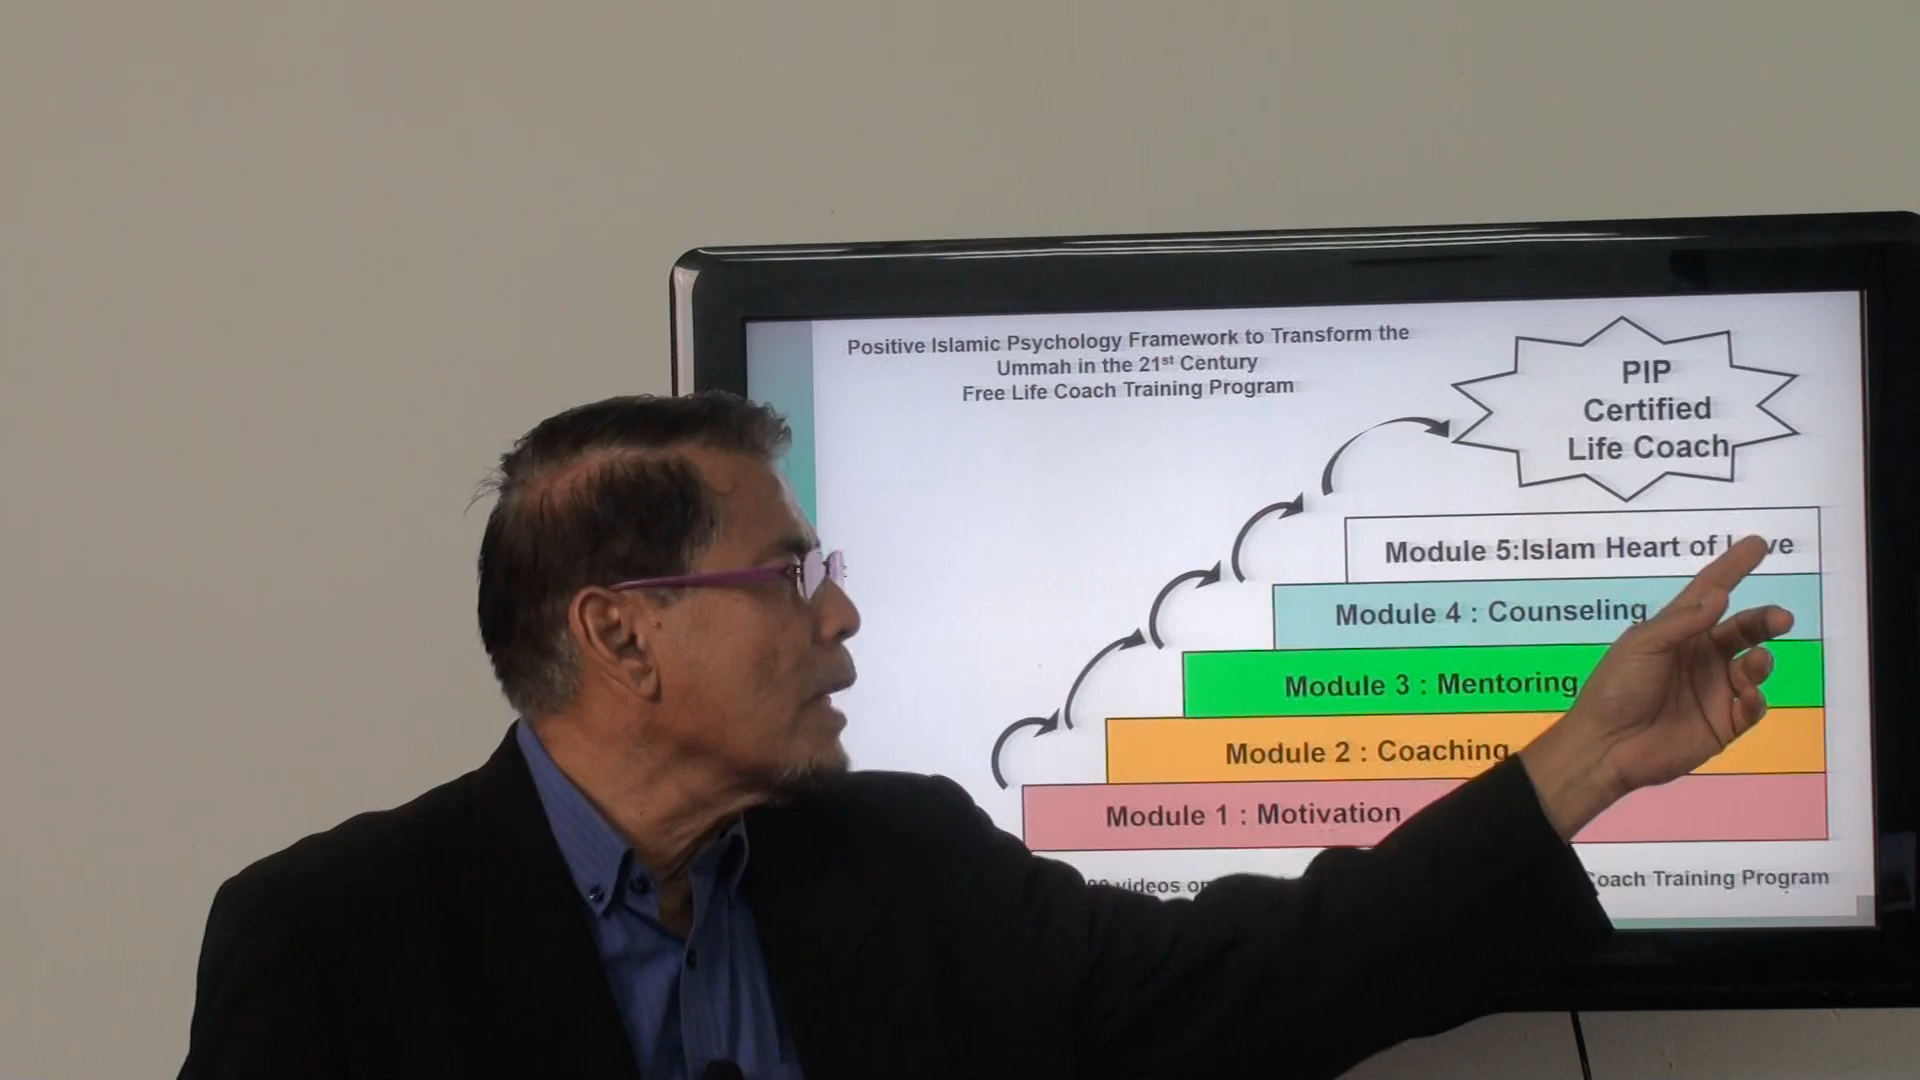 Positive Islamic Psychology Framework to Transform the
Ummah in the 21st Century
Free Life Coach Training Program
PIP
Certified
Life Coach
Module 5:Islam Heart of
Module 4 : Counseling
Module 3 : Mentoring
Module 2 : Coaching
Module 1 : Motivation
videos Coach Training Program